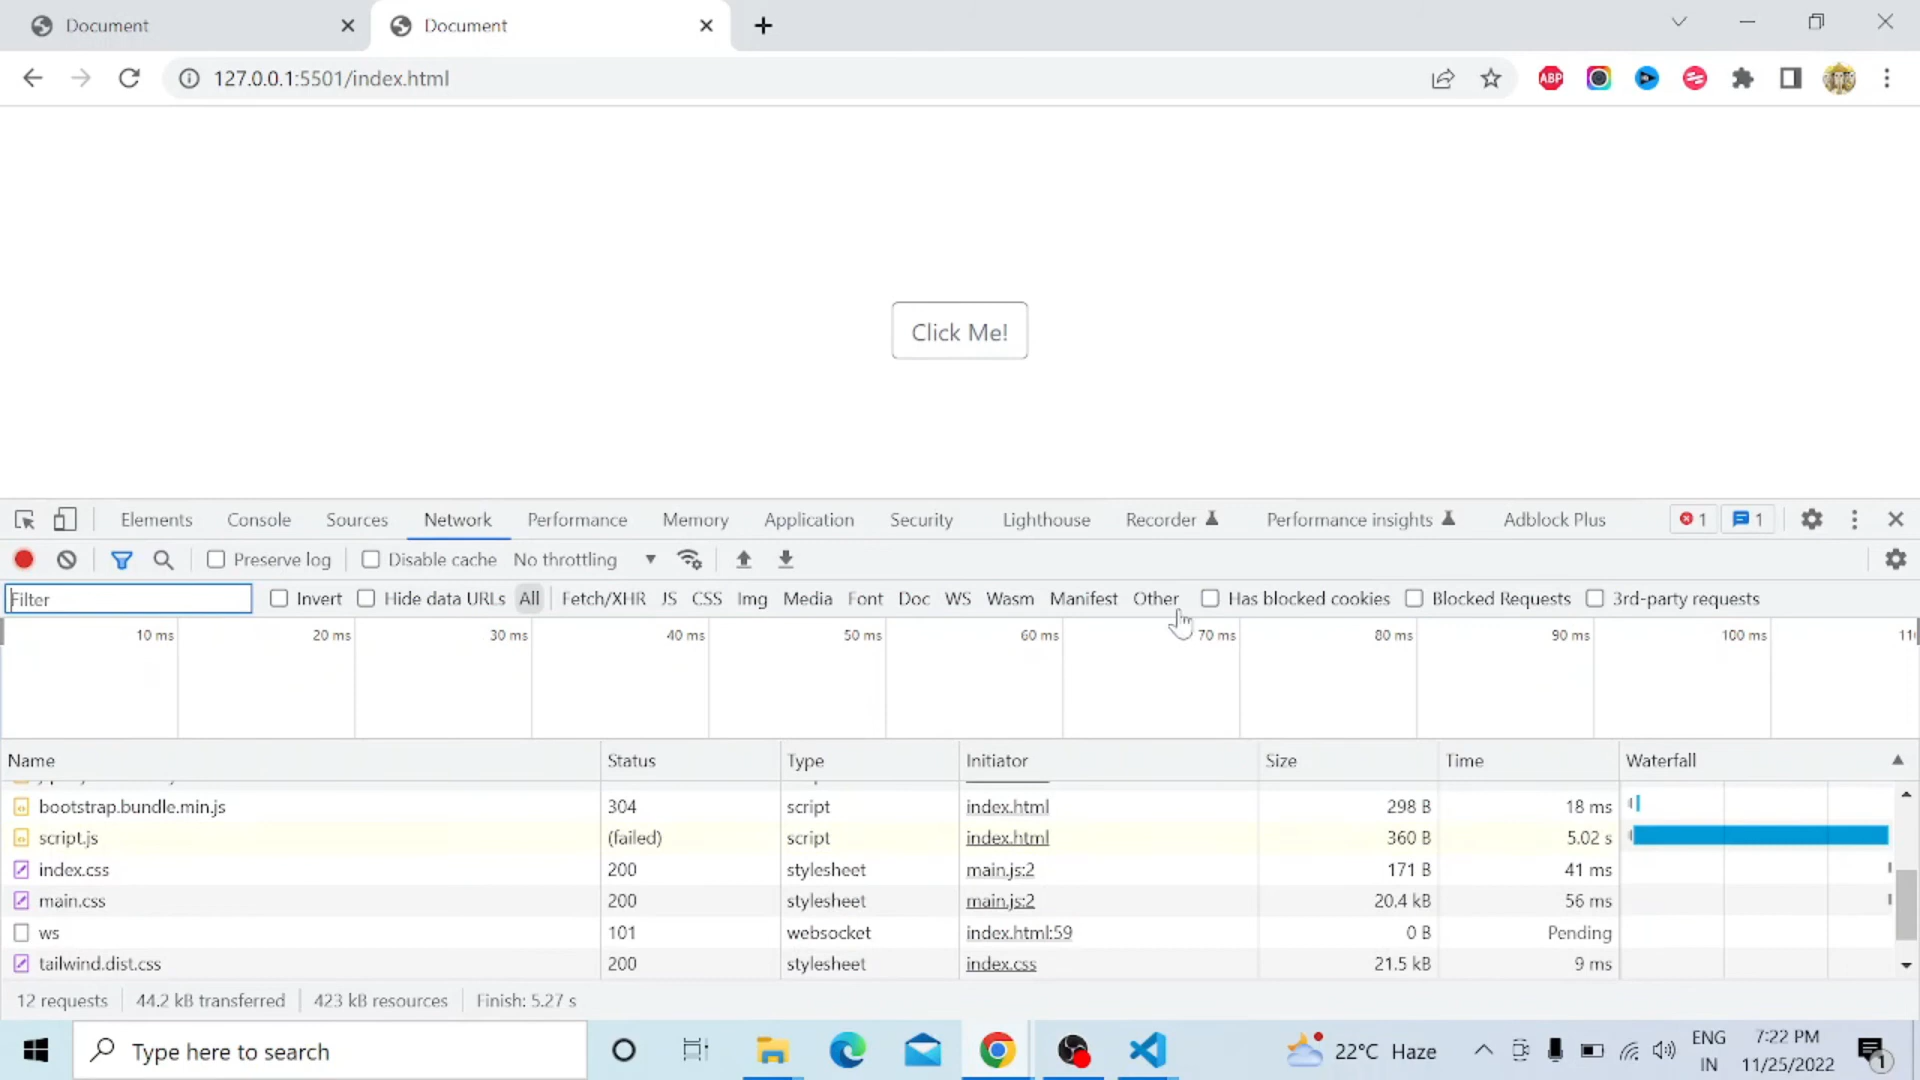 Document
Document
127.0.0.1:5501/index.html
ABP
Click Me!
Elements Console Sources Network Performance Memory Application Security Lighthouse Recorder Performance insights Adblock Plus 1 1
Preserve log Disable cache No throttling
Filter Invert Hide data URLs All Fetch/XHR JS CSS Img Media Font Doc WS Wasm Manifest Other Has blocked cookies Blocked Requests 3rd-party requests
10 ms 20 ms 30 ms 40 ms 50 ms 60 ms 70 ms 80 ms 90 ms 100 ms
Name Status Type Initiator Size Time Waterfall
bootstrap.bundle.min.js 304 script index.html 298 B 18 ms
script.js (failed) script index.html 360 B 5.02 s
index.css 200 stylesheet main.js:2 171 B 41 ms
main.css 200 stylesheet main.js:2 20.4 kB 56 ms
ws 101 websocket index.html:59 0 B Pending
tailwind.dist.css 200 stylesheet index.css 21.5 kB 9 ms
12 requests 44.2 kB transferred 423 kB resources Finish: 5.27 s
Type here to search
22°C Haze
ENG
IN
7:22 PM
11/25/2022
1